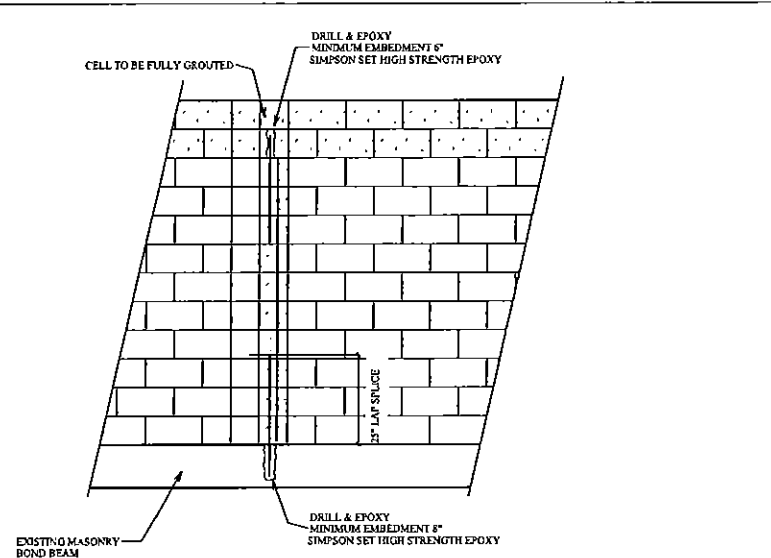 DRILL & EPOXY
MINIMUM EMBEDMENT 6"
SIMPSON SET HIGH STRENGTH EPOXY
CELL TO BE FULLY GROUTED
25" LAP SPLICE
DRILL & EPOXY
MINIMUM EMBEDMENT 8"
SIMPSON SET HIGH STRENGTH EPOXY
EXISTING MASONRY
BOND BEAM